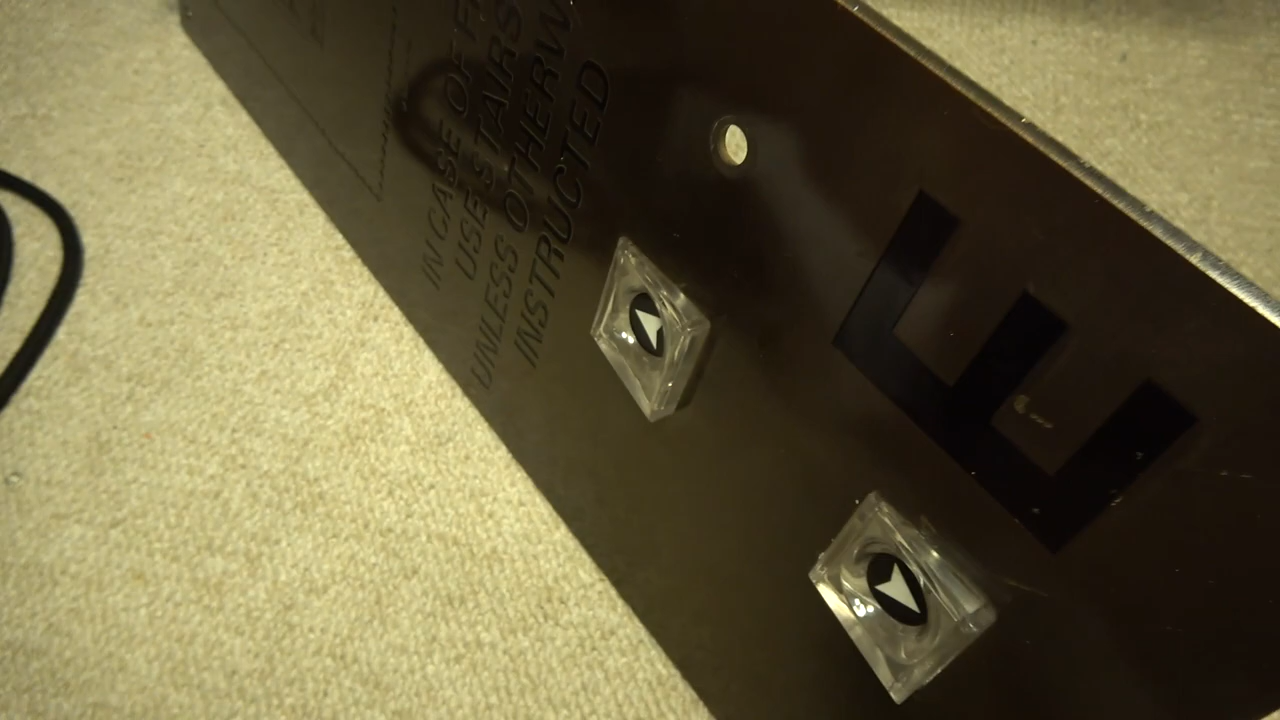 IN CASE OF
USE STAIRS
UNLESS OTHERW
INSTRUCTED
E